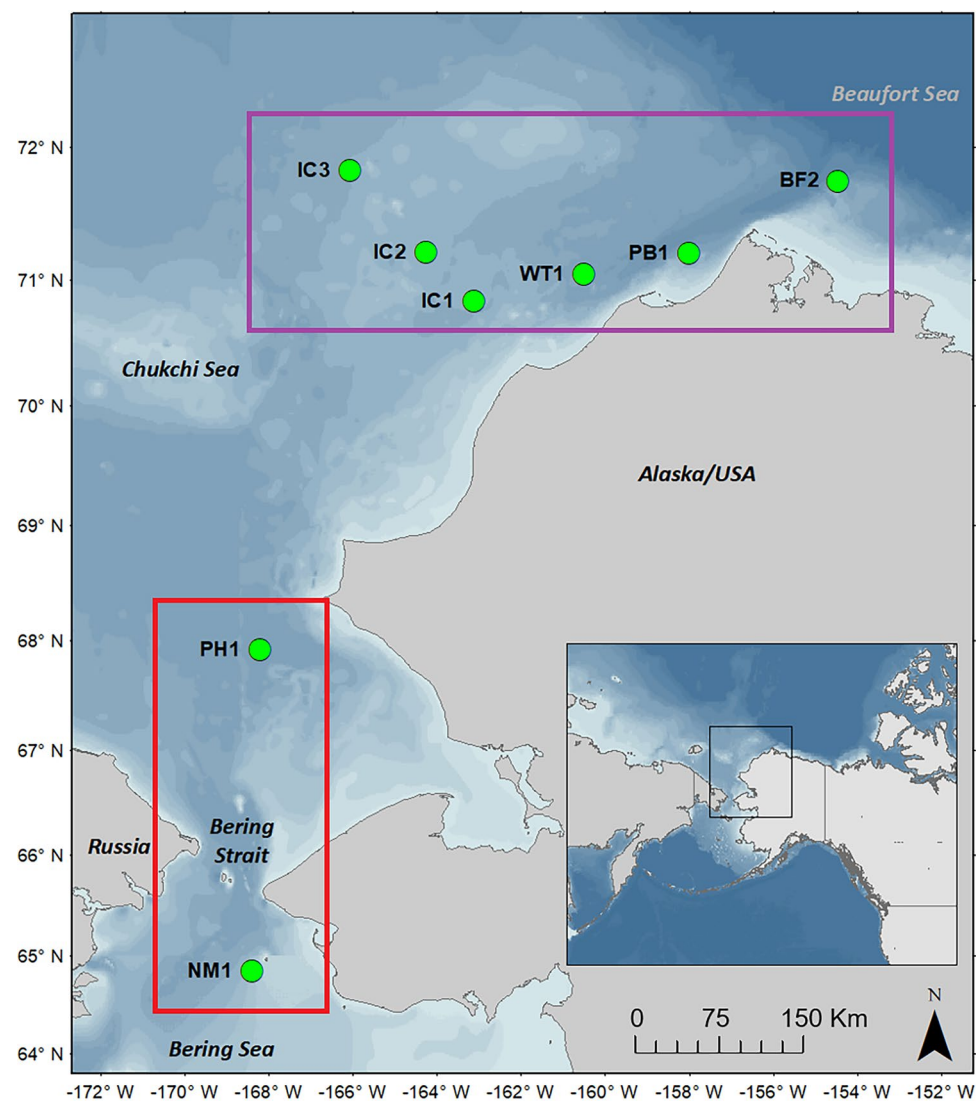 Beaufort Sea
72° N
IC3
BF2
IC2
PB1
WT1
71° N
IC1
Chukchi Sea
70° N
Alaska/USA
69° N
68° N
PH1
67° N
Bering
Strait
Russia
66° N
65° N
NM1
N
0 75 150 Km
Bering Sea
64° N
-172° W -170° W -168° W -166° W -164° W -162° W -160° W -158° W -156° W -154° W -152° W